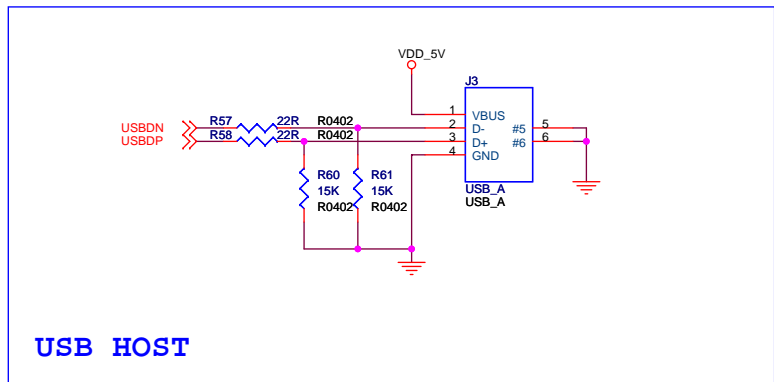 VDD_5V
J3
USBDN
R57
22R
R0402
USBDP
R58
22R
R0402
1
VBUS
2
D-
#5
5
3
D+
#6
6
4
GND
R60
15K
R0402
R61
15K
R0402
USB_A
USB_A
USB HOST